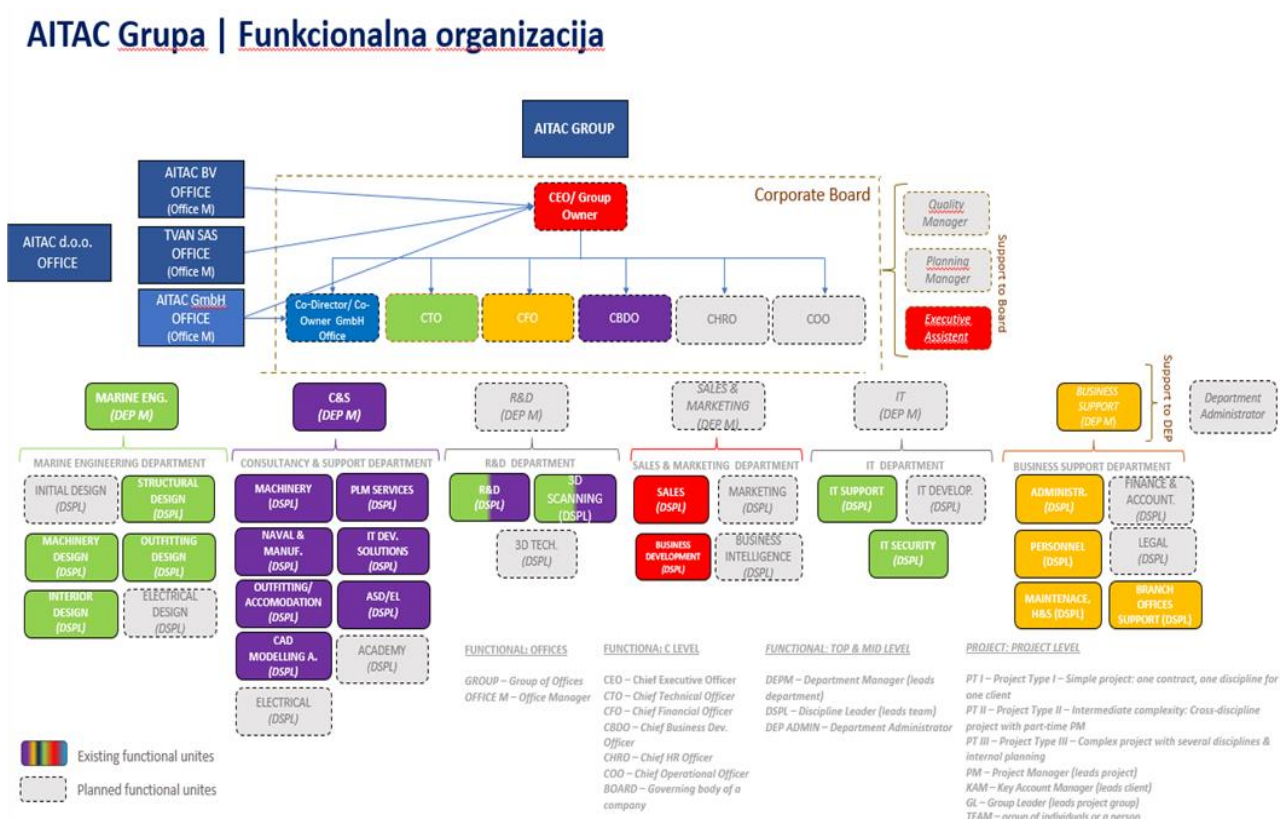 AITAC Grupa | Funkcionalna organizacija
AITAC GROUP
AITAC BV
OFFICE
(Office M)
AITAC d.o.o.
OFFICE
TVAN SAS
OFFICE
(Office M)
AITAC GmbH
OFFICE
(Office M)
Corporate Board
CEO/ Group
Owner
Co-Director/ Co-
Owner GmbH
Office
CTO
CFO
CBDO
CHRO
COO
Quality
Manager
Planning
Manager
Executive
Assistent
Support to Board
MARINE ENG.
(DEP M)
C&S
(DEP M)
R&D
(DEP M)
SALES &
MARKETING
(DEP M)
IT
(DEP M)
BUSINESS
SUPPORT
(DEP M)
Support to DEP
Department
Administrator
MARINE ENGINEERING DEPARTMENT
INITIAL DESIGN
(DSPL)
STRUCTURAL
DESIGN
(DSPL)
MACHINERY
DESIGN
(DSPL)
OUTFITTING
DESIGN
(DSPL)
INTERIOR
DESIGN
(DSPL)
ELECTRICAL
DESIGN
(DSPL)
CONSULTANCY & SUPPORT DEPARTMENT
MACHINERY
(DSPL)
PLM SERVICES
(DSPL)
NAVAL &
MANUF.
(DSPL)
IT DEV.
SOLUTIONS
(DSPL)
OUTFITTING/
ACCOMODATION
(DSPL)
ASD/EL
(DSPL)
CAD
MODELLING A.
(DSPL)
ACADEMY
(DSPL)
ELECTRICAL
(DSPL)
R&D DEPARTMENT
R&D
(DSPL)
3D
SCANNING
(DSPL)
3D TECH.
(DSPL)
SALES & MARKETING DEPARTMENT
SALES
(DSPL)
MARKETING
(DSPL)
BUSINESS
DEVELOPMENT
(DSPL)
BUSINESS
INTELLIGENCE
(DSPL)
IT DEPARTMENT
IT SUPPORT
(DSPL)
IT DEVELOP.
(DSPL)
IT SECURITY
(DSPL)
BUSINESS SUPPORT DEPARTMENT
ADMINISTR.
(DSPL)
FINANCE &
ACCOUNT.
(DSPL)
PERSONNEL
(DSPL)
LEGAL
(DSPL)
MAINTENACE,
H&S (DSPL)
BRANCH
OFFICES
SUPPORT (DSPL)
Existing functional unites
Planned functional unites
FUNCTIONAL: OFFICES
GROUP – Group of Offices
OFFICE M – Office Manager
FUNCTIONA: C LEVEL
CEO – Chief Executive Officer
CTO – Chief Technical Officer
CFO – Chief Financial Officer
CBDO – Chief Business Dev.
Officer
CHRO – Chief HR Officer
COO – Chief Operational Officer
BOARD – Governing body of a
company
FUNCTIONAL: TOP & MID LEVEL
DEPM – Department Manager (leads
department)
DSPL – Discipline Leader (leads team)
DEP ADMIN – Department Administrator
PROJECT: PROJECT LEVEL
PT I – Project Type I – Simple project: one contract, one discipline for
one client
PT II – Project Type II – Intermediate complexity: Cross-discipline
project with part-time PM
PT III – Project Type III – Complex project with several disciplines &
internal planning
PM – Project Manager (leads project)
KAM – Key Account Manager (leads client)
GL – Group Leader (leads project group)
TEAM – group of individuals or a person